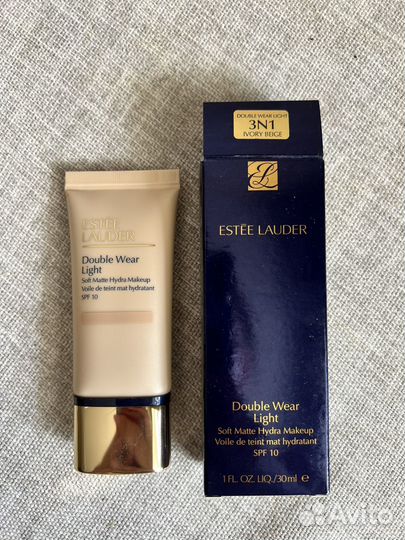 ESTĒE
LAUDER
Double Wear
Light
Soft Matte Hydra Makeup
Voile de teint mat hydratant
SPF 10
DOUBLE WEAR LIGHT
3N1
IVORY BEIGE
ESTĒE LAUDER
Double Wear
Light
Soft Matte Hydra Makeup
Voile de teint mat hydratant
SPF 10
1 FL. OZ. LIQ./30ml e
Avito